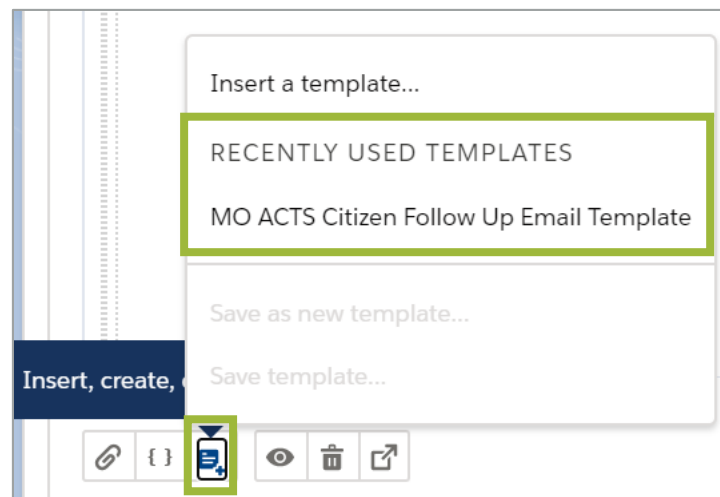 Insert a template...
RECENTLY USED TEMPLATES
MO ACTS Citizen Follow Up Email Template
Save as new template...
Save template...
Insert, create,
{ }